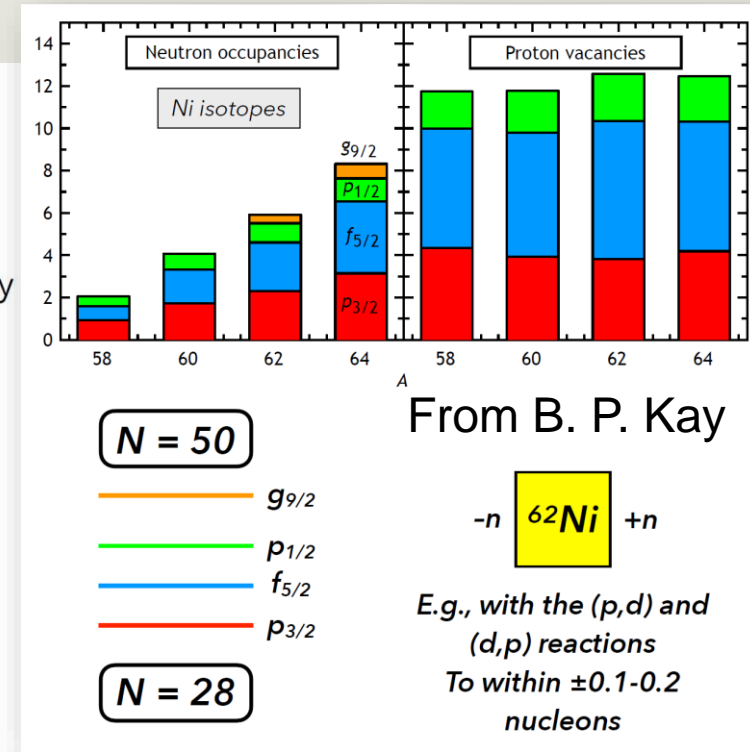 Neutron occupancies
Proton vacancies
Ni isotopes
14
12
10
8
6
4
2
0
g9/2
p1/2
f5/2
p3/2
58 60 62 64 58 60 62 64
A
y
From B. P. Kay
N = 50
g9/2
p1/2
f5/2
p3/2
N = 28
-n 62Ni +n
E.g., with the (p,d) and
(d,p) reactions
To within ±0.1-0.2
nucleons